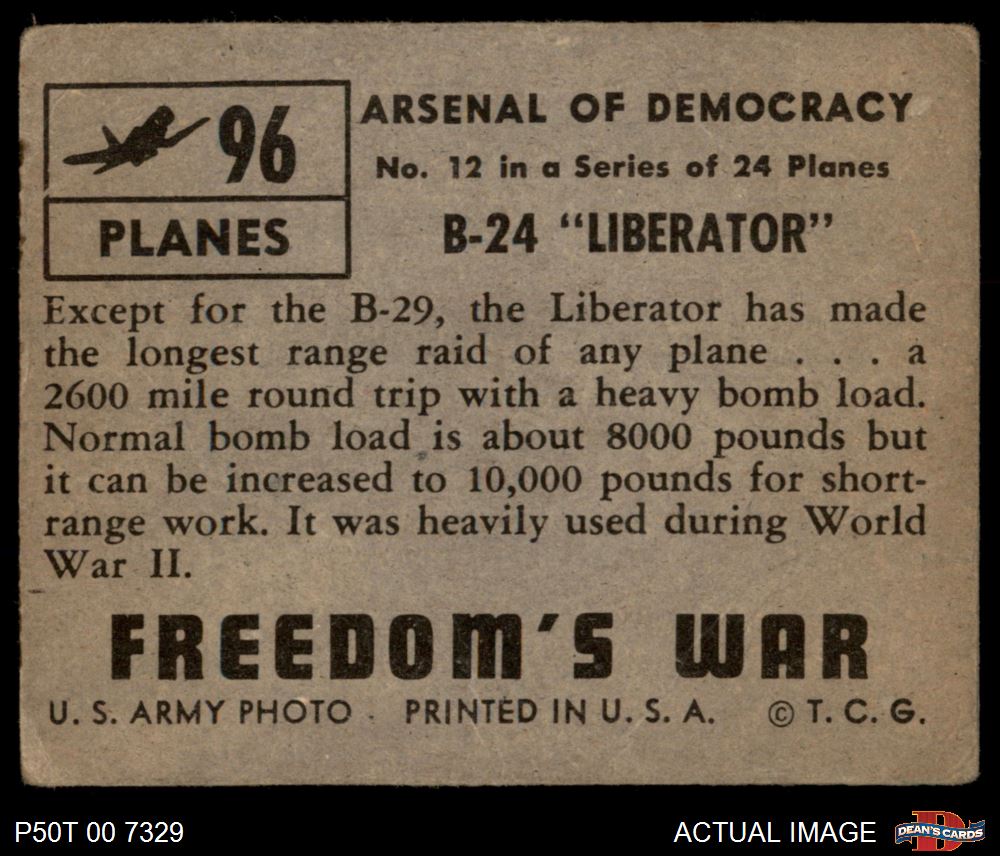 96
PLANES
ARSENAL OF DEMOCRACY
No. 12 in a Series of 24 Planes
B-24 "LIBERATOR"
Except for the B-29, the Liberator has made
the longest range raid of any plane . . . a
2600 mile round trip with a heavy bomb load.
Normal bomb load is about 8000 pounds but
it can be increased to 10,000 pounds for short-
range work. It was heavily used during World
War II.
FREEDOM'S WAR
U. S. ARMY PHOTO · PRINTED IN U. S. A. © T. C. G.
P50T 00 7329
ACTUAL IMAGE
D
DEAN'S CARDS